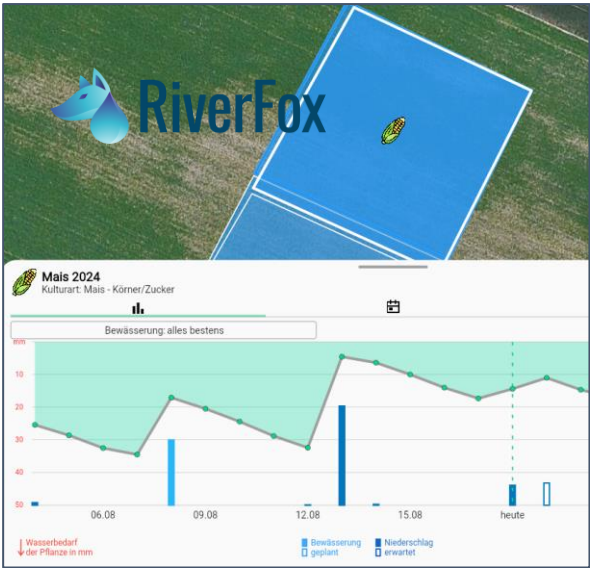 RiverFox
Mais 2024
Kulturart: Mais - Körner/Zucker
Bewässerung: alles bestens
mm
10
20
30
40
50
06.08
09.08
12.08
15.08
heute
Wasserbedarf
der Pflanze in mm
Bewässerung
geplant
Niederschlag
erwartet